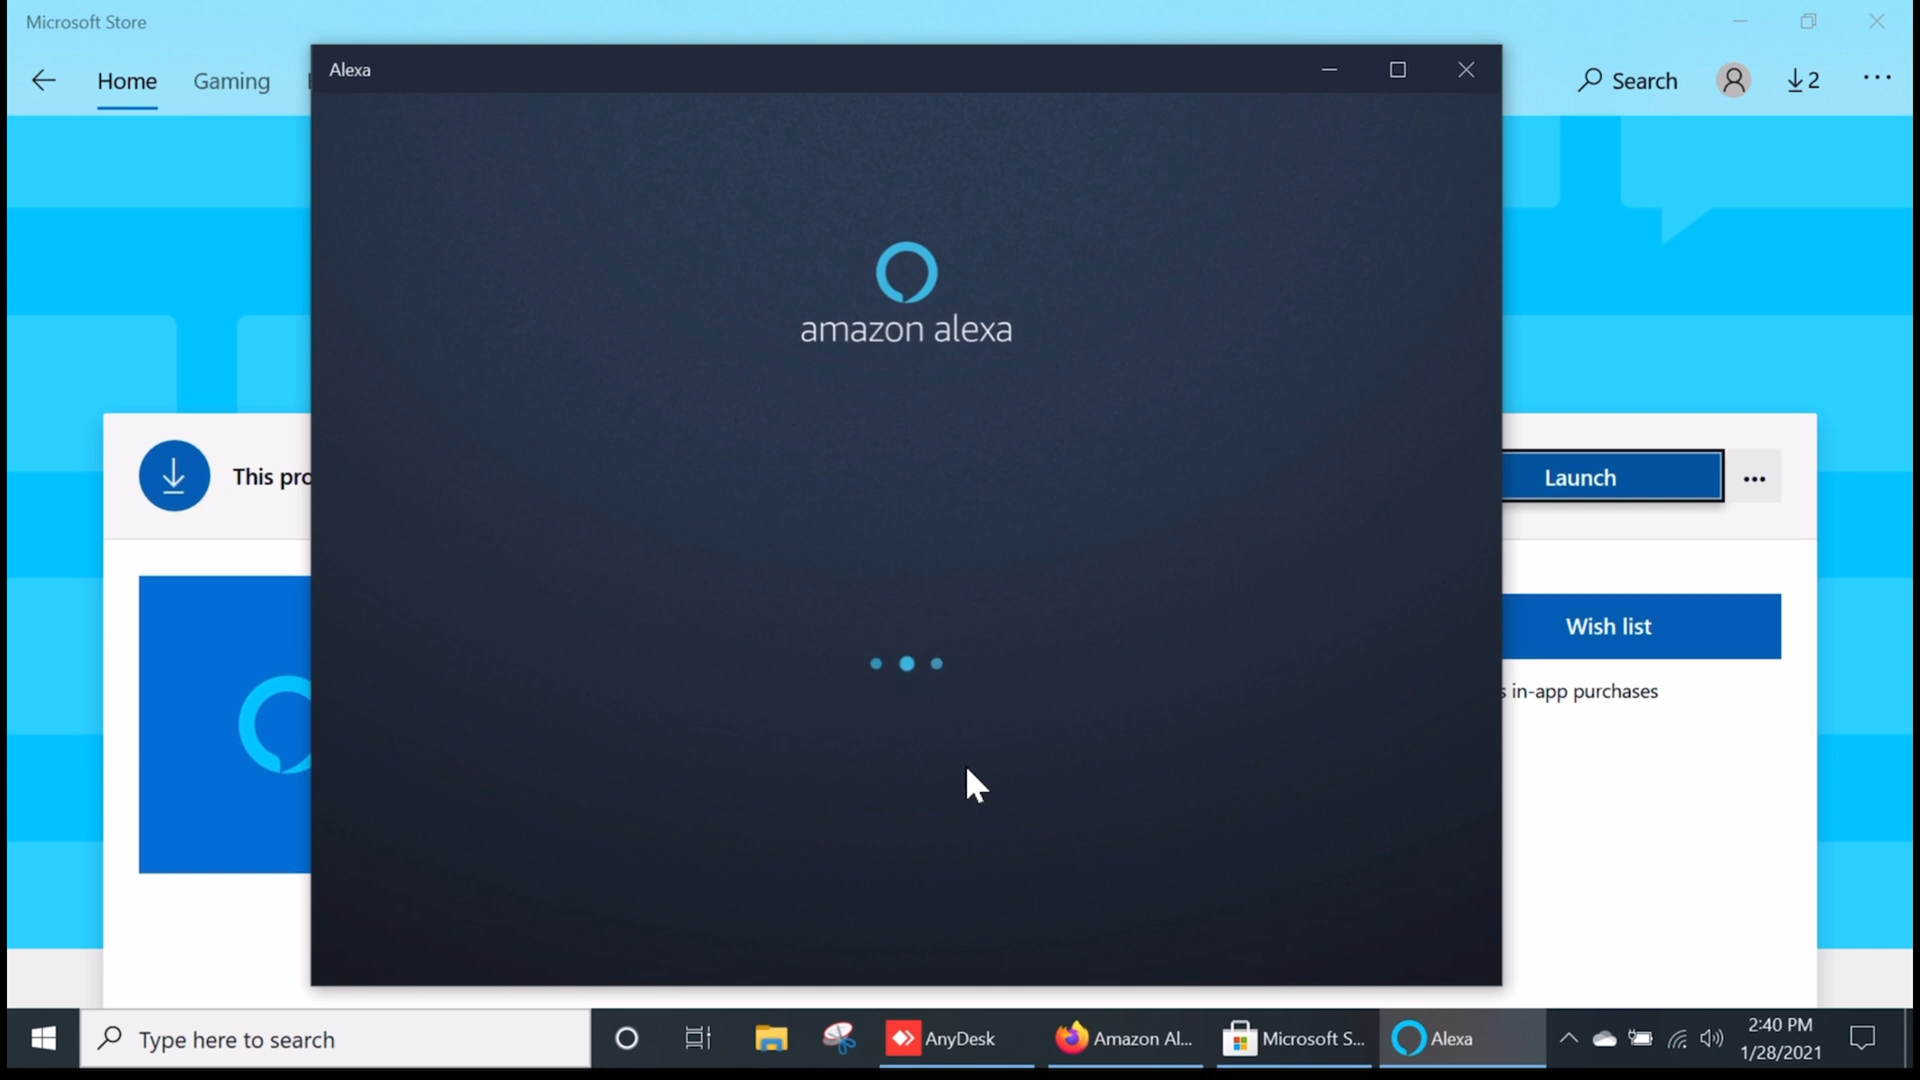 Microsoft Store
Home
Gaming
Search
2
Alexa
amazon alexa
This pro
Launch
Wish list
in-app purchases
Type here to search
AnyDesk
Amazon Al...
Microsoft S...
Alexa
2:40 PM
1/28/2021